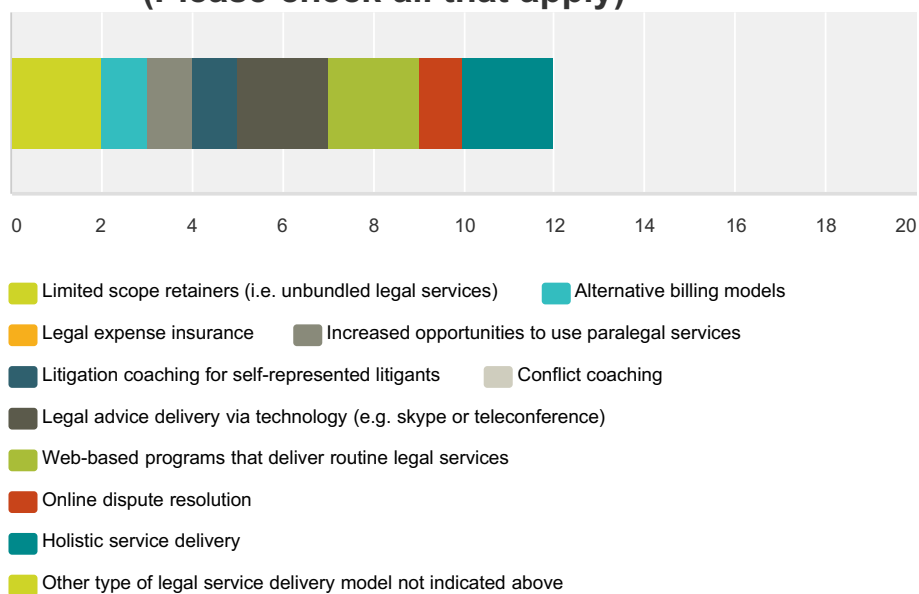 (Please check all that apply)
0 2 4 6 8 10 12 14 16 18 20
Limited scope retainers (i.e. unbundled legal services) Alternative billing models
Legal expense insurance Increased opportunities to use paralegal services
Litigation coaching for self-represented litigants Conflict coaching
Legal advice delivery via technology (e.g. skype or teleconference)
Web-based programs that deliver routine legal services
Online dispute resolution
Holistic service delivery
Other type of legal service delivery model not indicated above